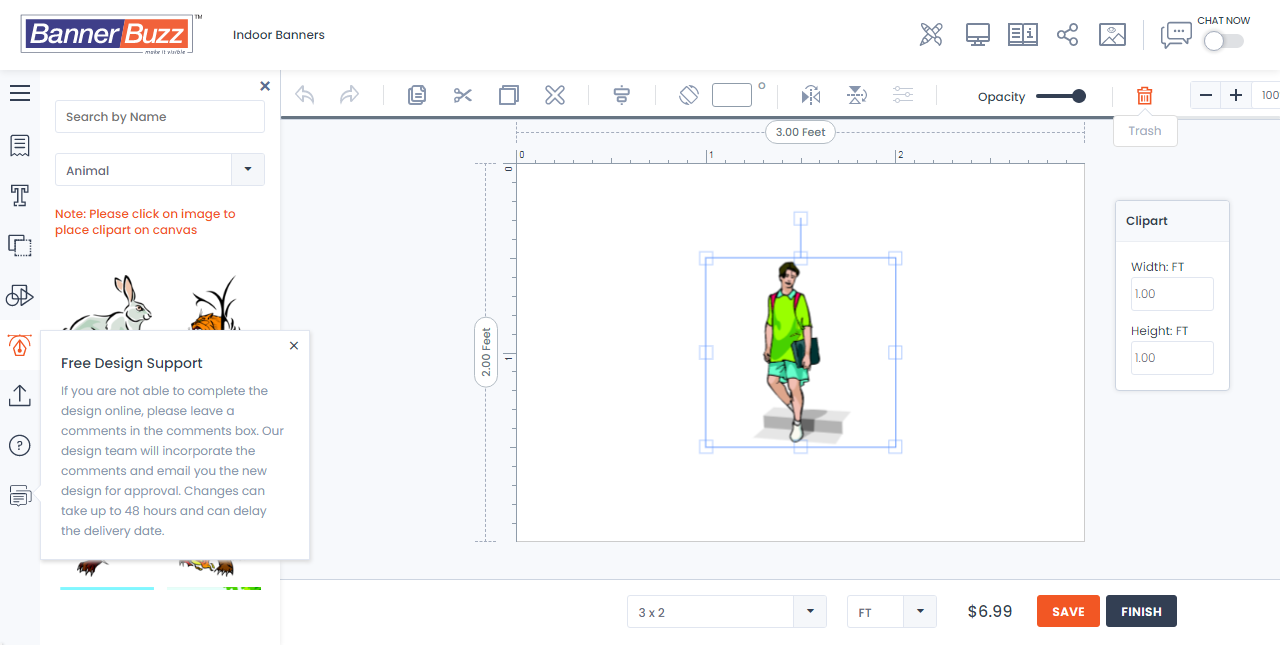 BannerBuzz
TM
make it visible
Indoor Banners
CHAT NOW
Search by Name
Animal
Note: Please click on image to
place clipart on canvas
Opacity
Trash
100
3.00 Feet
0
1
2
0
1
2.00 Feet
Clipart
Width: FT
1.00
Height: FT
1.00
Free Design Support
If you are not able to complete the
design online, please leave a
comments in the comments box. Our
design team will incorporate the
comments and email you the new
design for approval. Changes can
take up to 48 hours and can delay
the delivery date.
3 x 2
FT
$6.99
SAVE
FINISH